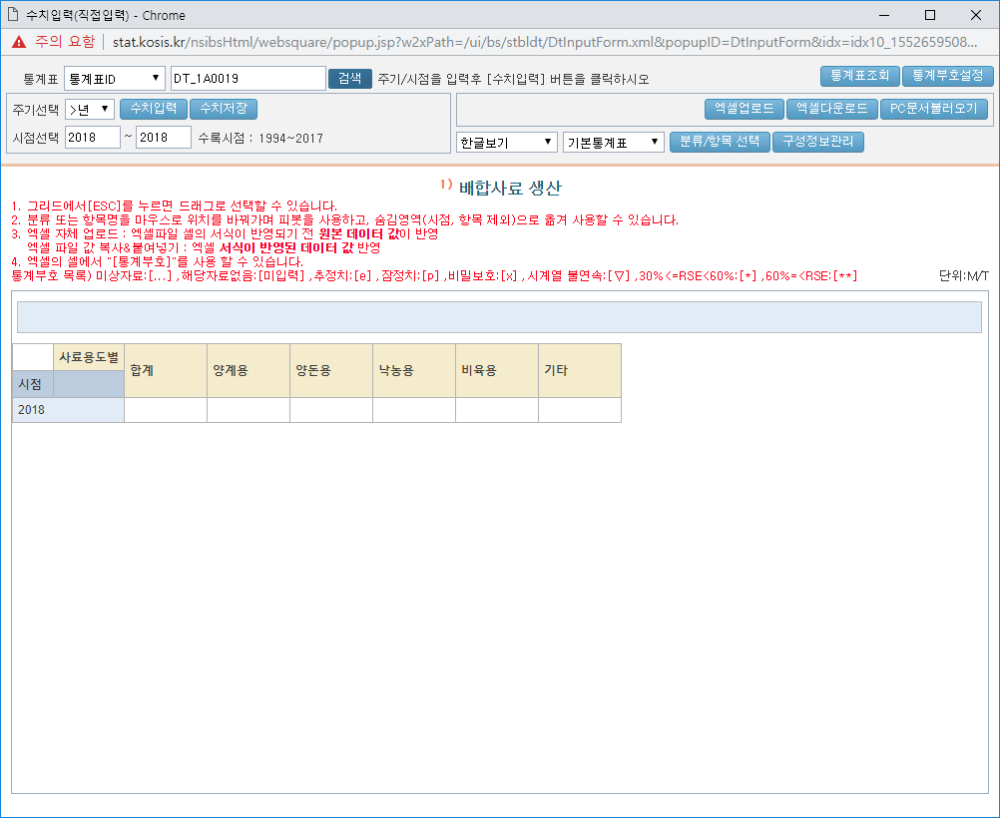 수치입력(직접입력) - Chrome
주의 요함 | stat.kosis.kr/nsibsHtml/websquare/popup.jsp?w2xPath=/ui/bs/stbldt/DtInputForm.xml&popupID=DtInputForm&idx=idx10_1552659508...
통계표 통계표ID DT_1A0019 검색 주기/시점을 입력후 [수치입력] 버튼을 클릭하시오 통계표조회 통계부호설정
주기선택 >년 수치입력 수치저장 엑셀업로드 엑셀다운로드 PC문서불러오기
시점선택 2018 ~ 2018 수록시점 : 1994~2017 한글보기 기본통계표 분류/항목 선택 구성정보관리
1) 배합사료 생산
1. 그리드에서[ESC]를 누르면 드래그로 선택할 수 있습니다.
2. 분류 또는 항목명을 마우스로 위치를 바꿔가며 피봇을 사용하고, 숨김영역(시점, 항목 제외)으로 옮겨 사용할 수 있습니다.
3. 엑셀 자체 업로드 : 엑셀파일 셀의 서식이 반영되기 전 원본 데이터 값이 반영
엑셀 파일 값 복사&붙여넣기 : 엑셀 서식이 반영된 데이터 값 반영
4. 엑셀의 셀에서 "[통계부호]"를 사용 할 수 있습니다.
통계부호 목록) 미상자료:[...] ,해당자료없음:[미입력] ,추정치:[e] ,잠정치:[p] ,비밀보호:[x] ,시계열 불연속:[▽] ,30%<=RSE<60%:[*] ,60%=<RSE:[**] 단위:M/T
사료용도별 합계 양계용 양돈용 낙농용 비육용 기타
시점
2018